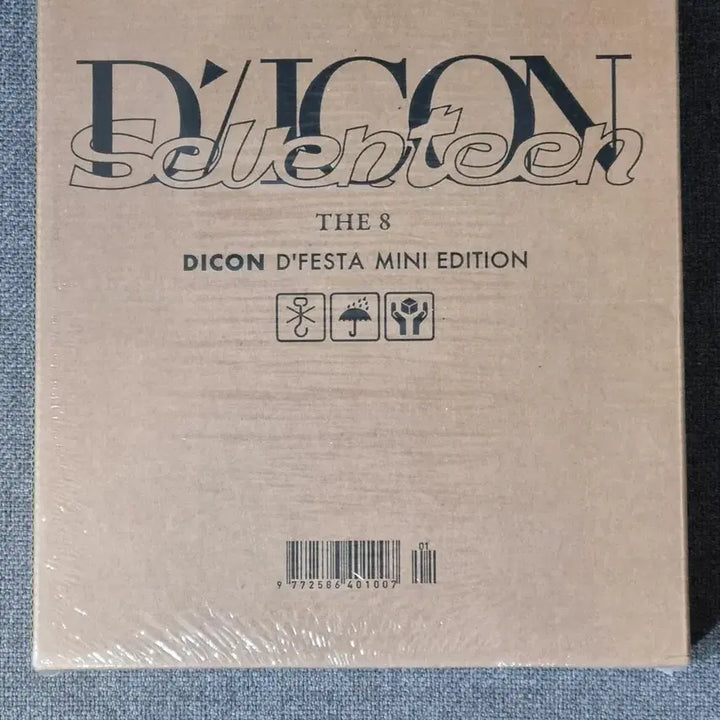 D'/ICON
seventeen
THE 8
DICON D'FESTA MINI EDITION
01
9 772586 401007